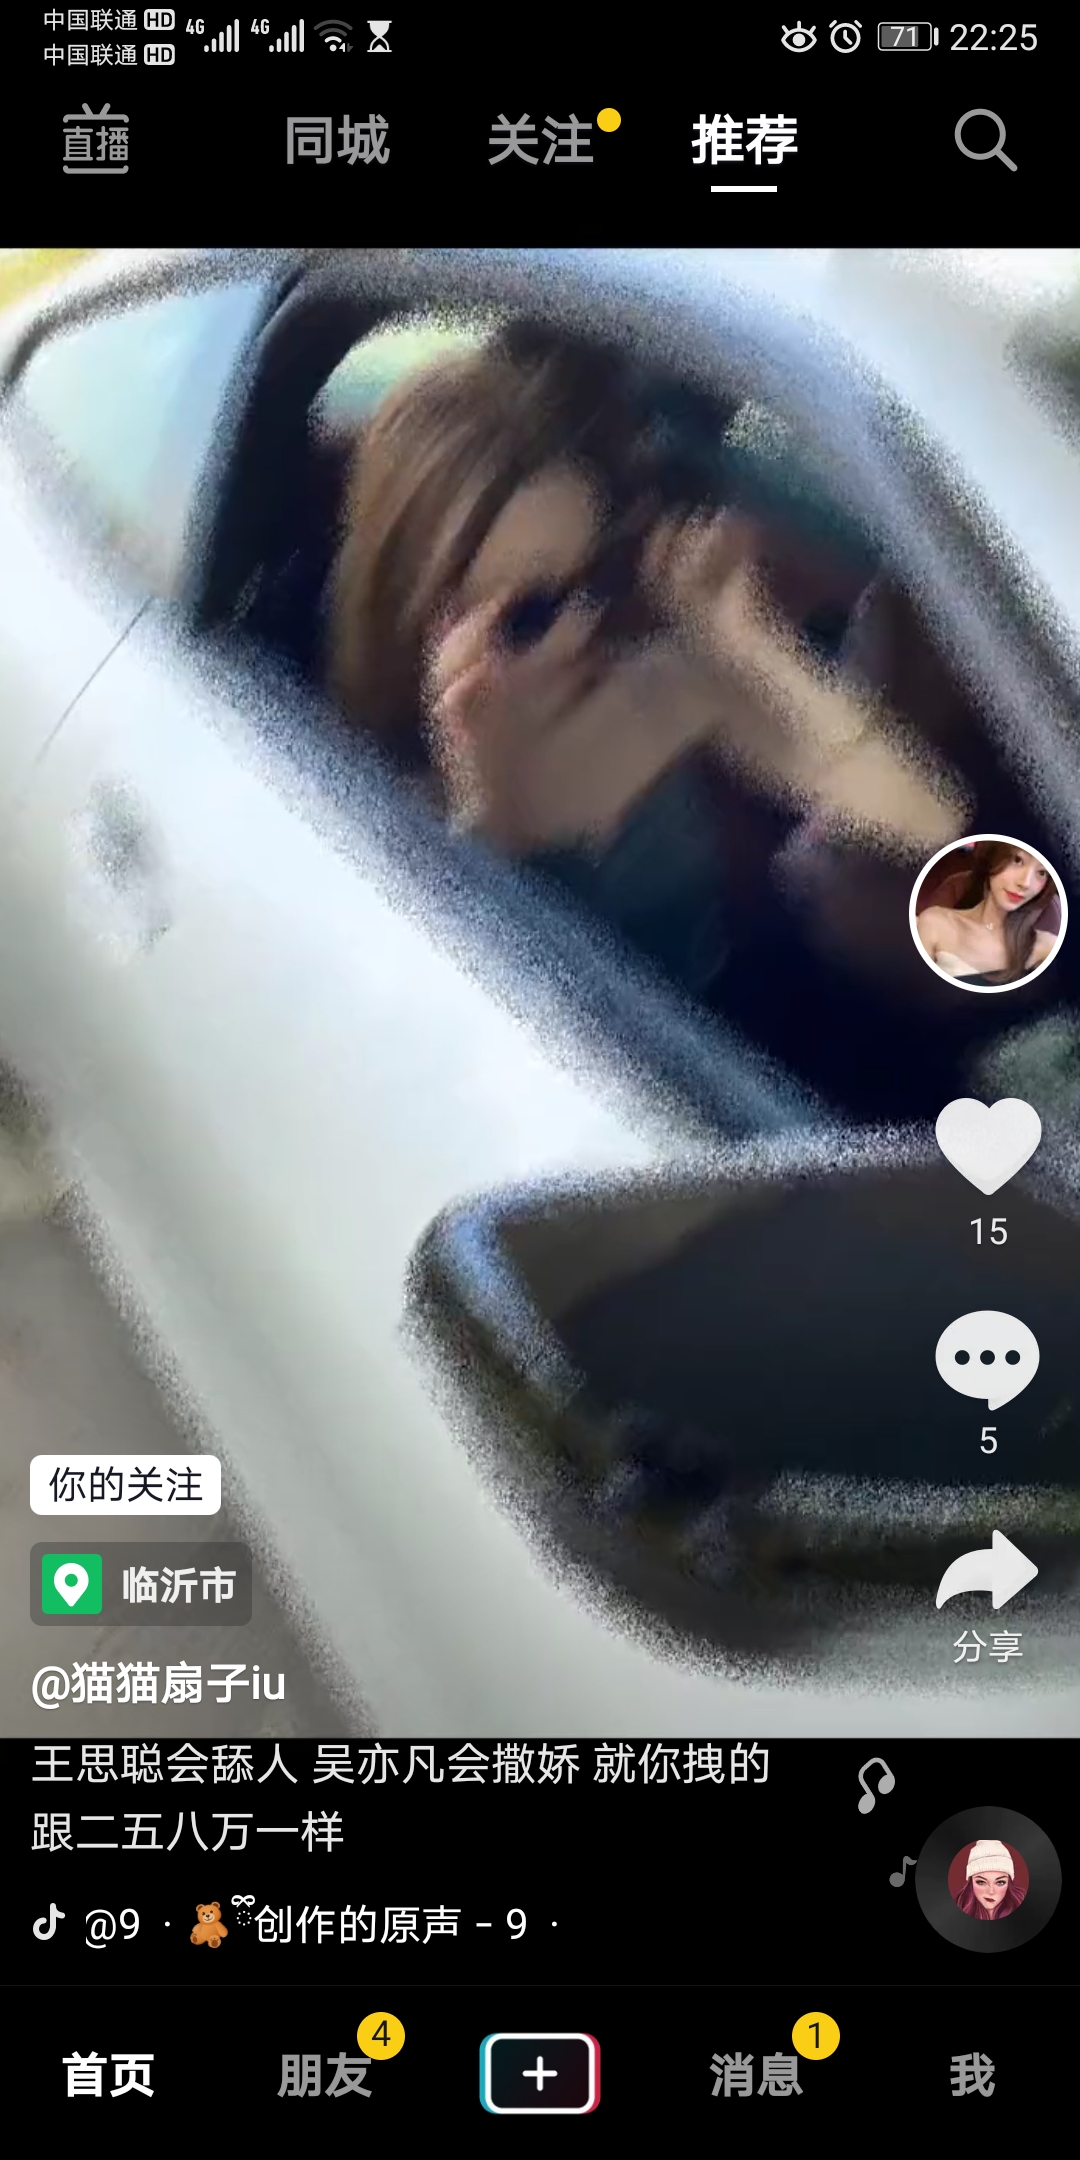 中国联通 HD 4G 4G 71 22:25
中国联通 HD
直播 同城 关注 推荐
15
5
你的关注
临沂市
分享
@猫猫扇子iu
王思聪会舔人 吴亦凡会撒娇 就你拽的
跟二五八万一样
@9 · 创作的原声 - 9 ·
首页 朋友 4 消息 1 我